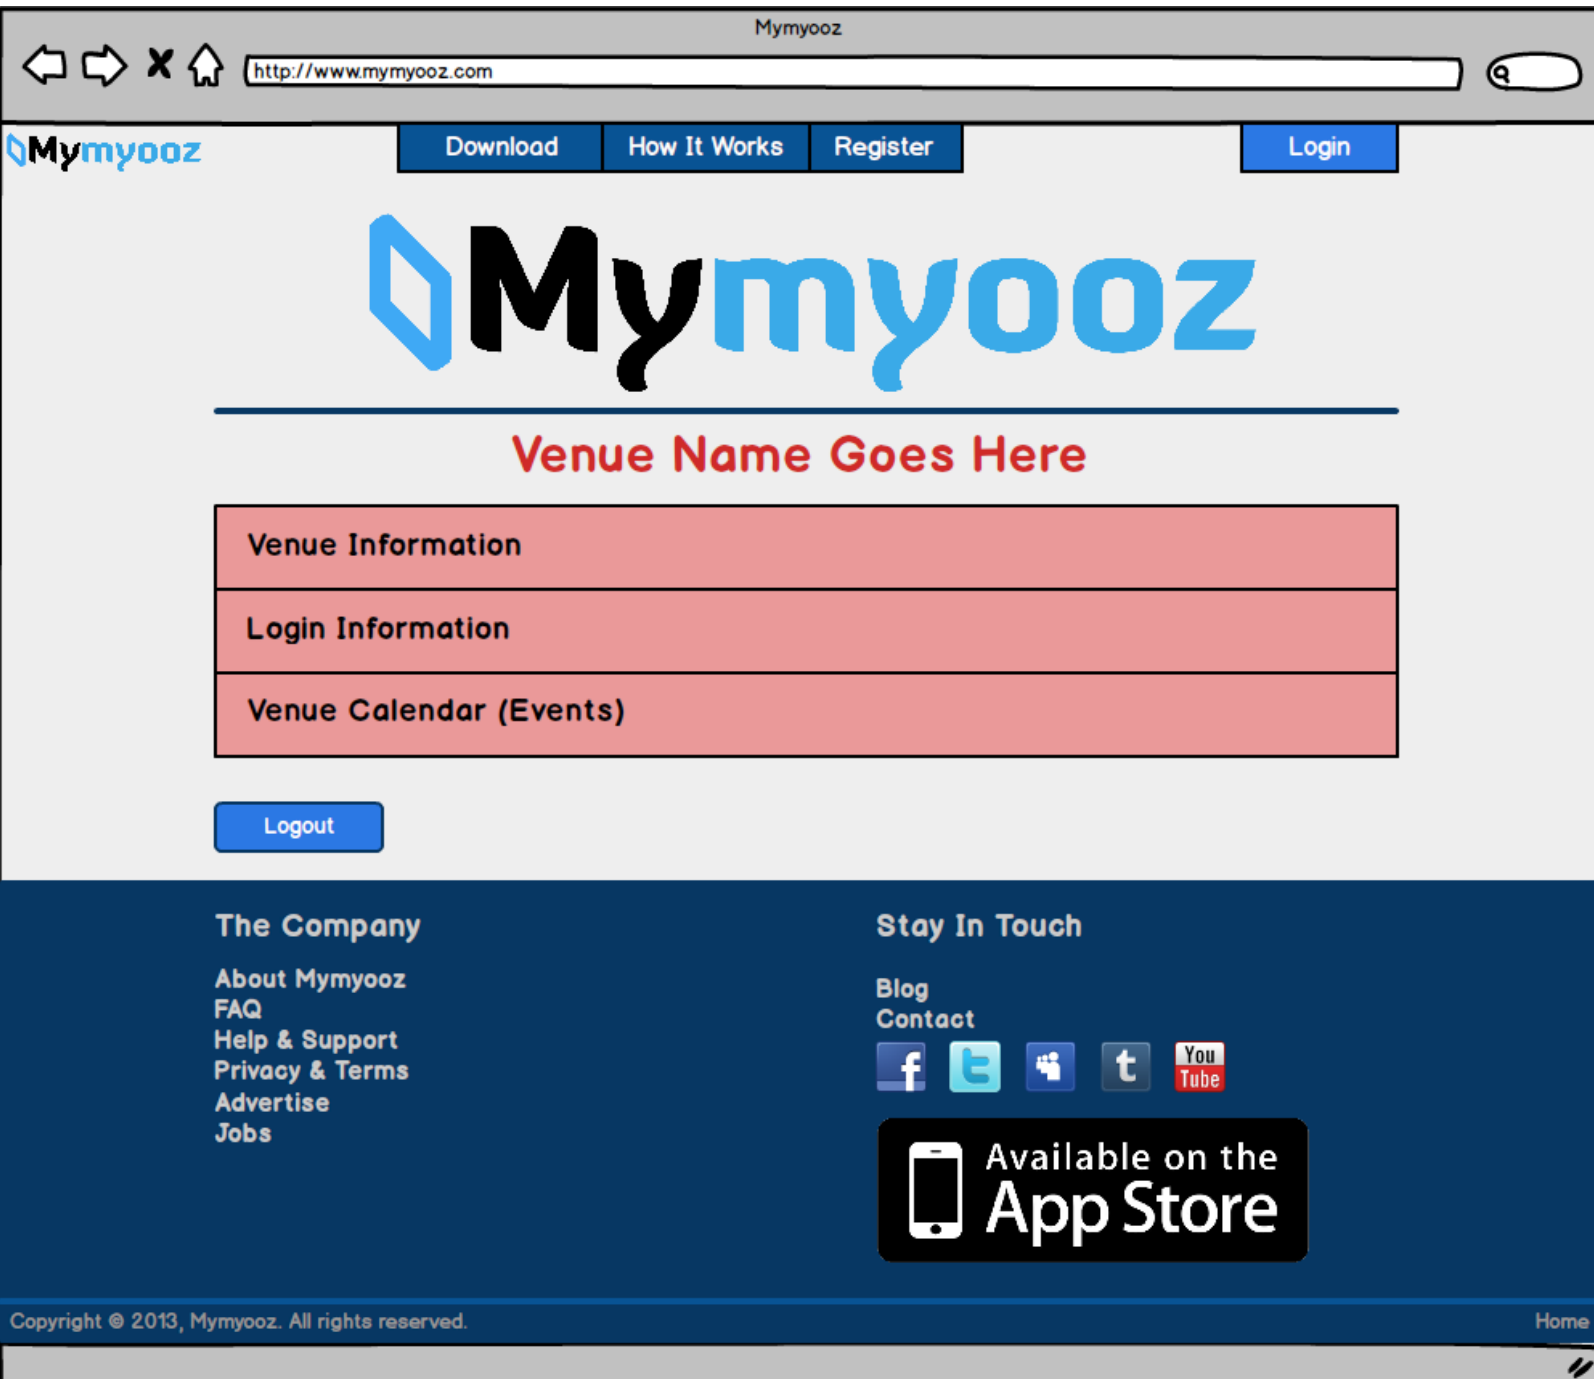 Mymyooz
http://www.mymyooz.com
Mymyooz
Download
How It Works
Register
Login
Mymyooz
Venue Name Goes Here
Venue Information
Login Information
Venue Calendar (Events)
Logout
The Company
About Mymyooz
FAQ
Help & Support
Privacy & Terms
Advertise
Jobs
Stay In Touch
Blog
Contact
f
t
t
You
Tube
Available on the
App Store
Copyright © 2013, Mymyooz. All rights reserved.
Home